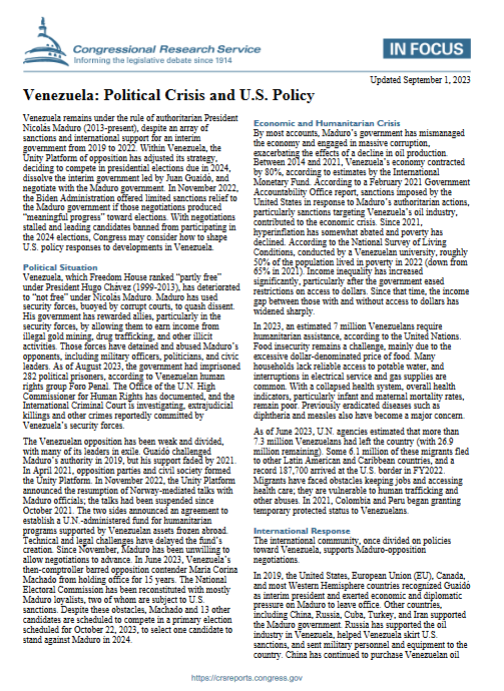 Congressional Research Service
Informing the legislative debate since 1914
IN FOCUS
Updated September 1, 2023
Venezuela: Political Crisis and U.S. Policy
Venezuela remains under the rule of authoritarian President
Nicolás Maduro (2013-present), despite an array of
sanctions and international support for an interim
government from 2019 to 2022. Within Venezuela, the
Unity Platform of opposition has adjusted its strategy,
deciding to compete in presidential elections due in 2024,
dissolve the interim government led by Juan Guaidó, and
negotiate with the Maduro government. In November 2022,
the Biden Administration offered limited sanctions relief to
the Maduro government if those negotiations produced
“meaningful progress” toward elections. With negotiations
stalled and leading candidates banned from participating in
the 2024 elections, Congress may consider how to shape
U.S. policy responses to developments in Venezuela.
Political Situation
Venezuela, which Freedom House ranked “partly free”
under President Hugo Chávez (1999-2013), has deteriorated
to “not free” under Nicolás Maduro. Maduro has used
security forces, buoyed by corrupt courts, to quash dissent.
His government has rewarded allies, particularly in the
security forces, by allowing them to earn income from
illegal gold mining, drug trafficking, and other illicit
activities. Those forces have detained and abused Maduro’s
opponents, including military officers, politicians, and civic
leaders. As of August 2023, the government had imprisoned
282 political prisoners, according to Venezuelan human
rights group Foro Penal. The Office of the U.N. High
Commissioner for Human Rights has documented, and the
International Criminal Court is investigating, extrajudicial
killings and other crimes reportedly committed by
Venezuela’s security forces.
The Venezuelan opposition has been weak and divided,
with many of its leaders in exile. Guaidó challenged
Maduro’s authority in 2019, but his support faded by 2021.
In April 2021, opposition parties and civil society formed
the Unity Platform. In November 2022, the Unity Platform
announced the resumption of Norway-mediated talks with
Maduro officials; the talks had been suspended since
October 2021. The two sides announced an agreement to
establish a U.N.-administered fund for humanitarian
programs supported by Venezuelan assets frozen abroad.
Technical and legal challenges have delayed the fund’s
creation. Since November, Maduro has been unwilling to
allow negotiations to advance. In June 2023, Venezuela’s
then-comptroller barred opposition contender María Corina
Machado from holding office for 15 years. The National
Electoral Commission has been reconstituted with mostly
Maduro loyalists, two of whom are subject to U.S.
sanctions. Despite these obstacles, Machado and 13 other
candidates are scheduled to compete in a primary election
scheduled for October 22, 2023, to select one candidate to
stand against Maduro in 2024.
Economic and Humanitarian Crisis
By most accounts, Maduro’s government has mismanaged
the economy and engaged in massive corruption,
exacerbating the effects of a decline in oil production.
Between 2014 and 2021, Venezuela’s economy contracted
by 80%, according to estimates by the International
Monetary Fund. According to a February 2021 Government
Accountability Office report, sanctions imposed by the
United States in response to Maduro’s authoritarian actions,
particularly sanctions targeting Venezuela’s oil industry,
contributed to the economic crisis. Since 2021,
hyperinflation has somewhat abated and poverty has
declined. According to the National Survey of Living
Conditions, conducted by a Venezuelan university, roughly
50% of the population lived in poverty in 2022 (down from
65% in 2021). Income inequality has increased
significantly, particularly after the government eased
restrictions on access to dollars. Since that time, the income
gap between those with and without access to dollars has
widened sharply.
In 2023, an estimated 7 million Venezuelans require
humanitarian assistance, according to the United Nations.
Food insecurity remains a challenge, mainly due to the
excessive dollar-denominated price of food. Many
households lack reliable access to potable water, and
interruptions in electrical service and gas supplies are
common. With a collapsed health system, overall health
indicators, particularly infant and maternal mortality rates,
remain poor. Previously eradicated diseases such as
diphtheria and measles also have become a major concern.
As of June 2023, U.N. agencies estimated that more than
7.3 million Venezuelans had left the country (with 26.9
million remaining). Some 6.1 million of these migrants fled
to other Latin American and Caribbean countries, and a
record 187,700 arrived at the U.S. border in FY2022.
Migrants have faced obstacles keeping jobs and accessing
health care; they are vulnerable to human trafficking and
other abuses. In 2021, Colombia and Peru began granting
temporary protected status to Venezuelans.
International Response
The international community, once divided on policies
toward Venezuela, supports Maduro-opposition
negotiations.
In 2019, the United States, European Union (EU), Canada,
and most Western Hemisphere countries recognized Guaidó
as interim president and exerted economic and diplomatic
pressure on Maduro to leave office. Other countries,
including China, Russia, Cuba, Turkey, and Iran supported
the Maduro government. Russia has supported the oil
industry in Venezuela, helped Venezuela skirt U.S.
sanctions, and sent military personnel and equipment to the
country. China has continued to purchase Venezuelan oil
https://crsreports.congress.gov